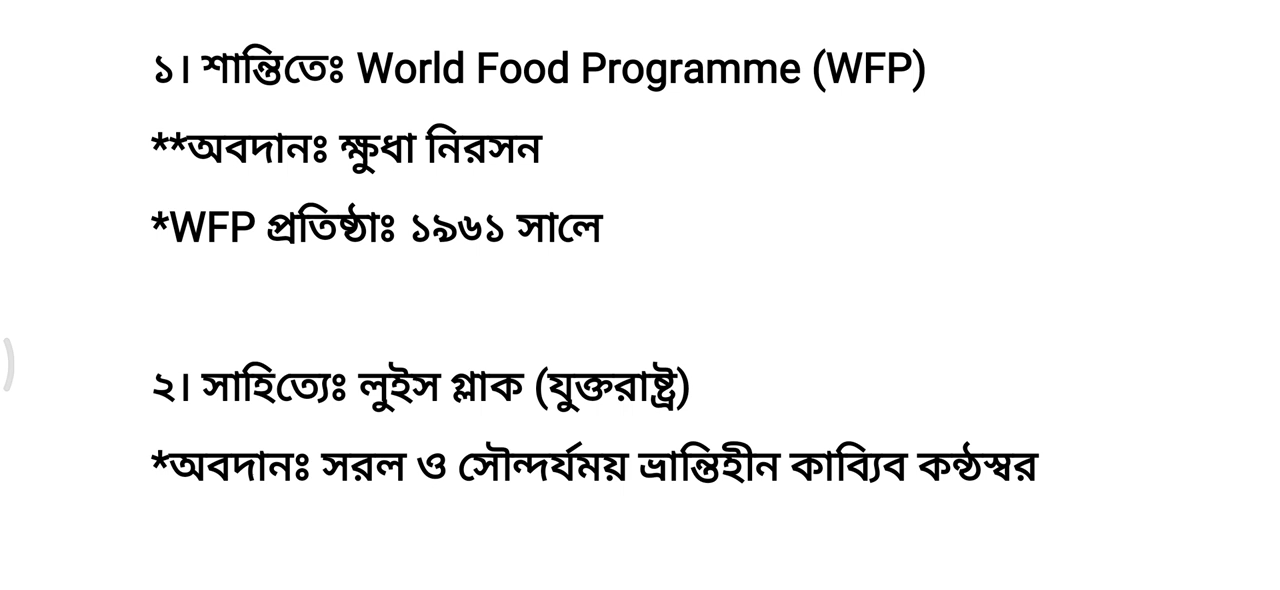 ১। শান্তিতেঃ World Food Programme (WFP)
**অবদানঃ ক্ষুধা নিরসন
*WFP প্রতিষ্ঠাঃ ১৯৬১ সালে
২। সাহিত্যেঃ লুইস গ্লাক (যুক্তরাষ্ট্র)
*অবদানঃ সরল ও সৌন্দর্যময় ভ্রান্তিহীন কাব্যিব কন্ঠস্বর